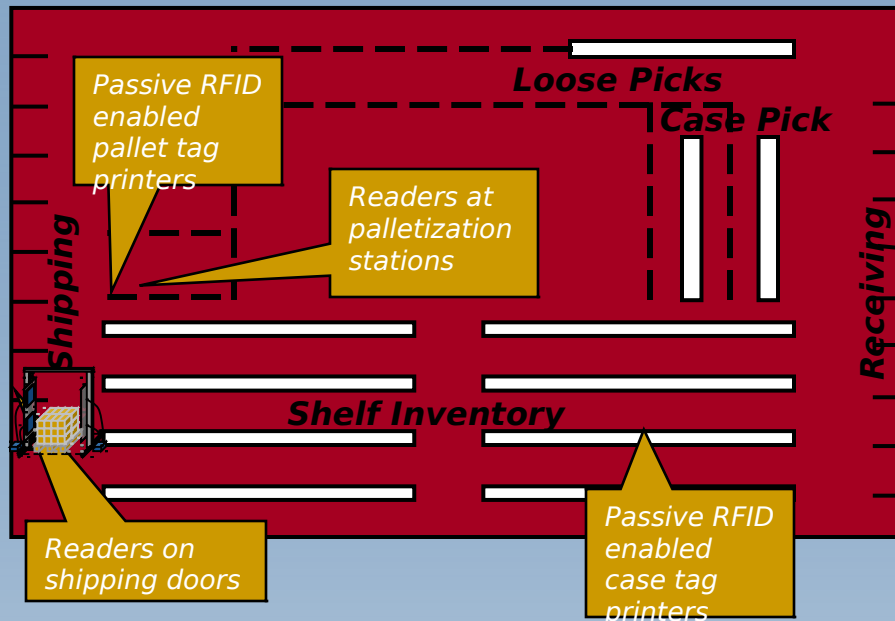 Loose Picks
Case Pick
Passive RFID
enabled
pallet tag
printers
Readers at
palletization
stations
Shipping
Receiving
Shelf Inventory
Readers on
shipping doors
Passive RFID
enabled
case tag
printers